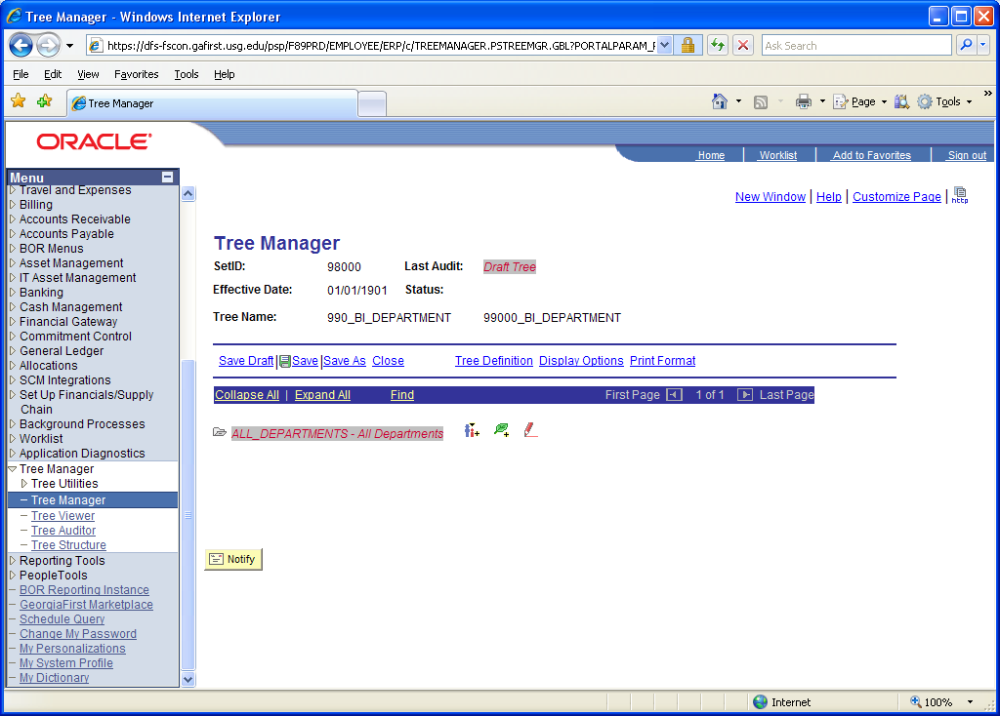 Tree Manager - Windows Internet Explorer
https://dfs-fscon.gafirst.usg.edu/psp/F89PRD/EMPLOYEE/ERP/c/TREEMANAGER.PSTREEMGR.GBL?PORTALPARAM_F
Ask Search
File Edit View Favorites Tools Help
Tree Manager
Page Tools »
ORACLE
Home Worklist Add to Favorites Sign out
Menu
Travel and Expenses
Billing
Accounts Receivable
Accounts Payable
BOR Menus
Asset Management
IT Asset Management
Banking
Cash Management
Financial Gateway
Commitment Control
General Ledger
Allocations
SCM Integrations
Set Up Financials/Supply
Chain
Background Processes
Worklist
Application Diagnostics
Tree Manager
Tree Utilities
Tree Manager
Tree Viewer
Tree Auditor
Tree Structure
Reporting Tools
PeopleTools
BOR Reporting Instance
GeorgiaFirst Marketplace
Schedule Query
Change My Password
My Personalizations
My System Profile
My Dictionary
New Window | Help | Customize Page | http
Tree Manager
SetID: 98000 Last Audit: Draft Tree
Effective Date: 01/01/1901 Status:
Tree Name: 990_BI_DEPARTMENT 99000_BI_DEPARTMENT
Save Draft | Save | Save As Close Tree Definition Display Options Print Format
Collapse All | Expand All Find First Page 1 of 1 Last Page
ALL_DEPARTMENTS - All Departments
Notify
Internet 100%